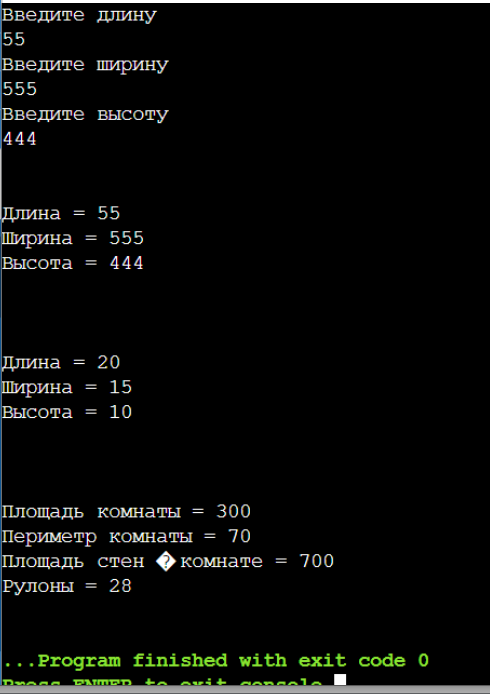 Введите длину
55
Введите ширину
555
Введите высоту
444
Длина = 55
Ширина = 555
Высота = 444
Длина = 20
Ширина = 15
Высота = 10
Площадь комнаты = 300
Периметр комнаты = 70
Площадь стен �комнате = 700
Рулоны = 28
...Program finished with exit code 0
Press ENTER to exit console.